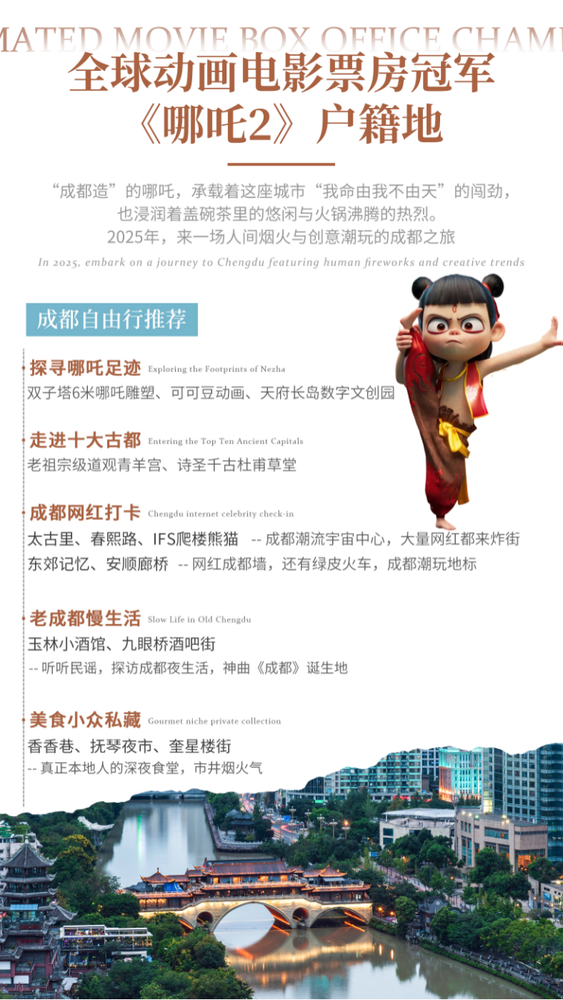 MATED MOVIE BOX OFFICE CHAM
全球动画电影票房冠军
《哪吒2》户籍地
“成都造”的哪吒，承载着这座城市“我命由我不由天”的闯劲，
也浸润着盖碗茶里的悠闲与火锅沸腾的热烈。
2025年，来一场人间烟火与创意潮玩的成都之旅
In 2025, embark on a journey to Chengdu featuring human fireworks and creative trends
成都自由行推荐
探寻哪吒足迹 Exploring the Footprints of Nezha
双子塔6米哪吒雕塑、可可豆动画、天府长岛数字文创园
走进十大古都 Entering the Top Ten Ancient Capitals
老祖宗级道观青羊宫、诗圣千古杜甫草堂
成都网红打卡 Chengdu internet celebrity check-in
太古里、春熙路、IFS爬楼熊猫 -- 成都潮流宇宙中心，大量网红都来炸街
东郊记忆、安顺廊桥 -- 网红成都墙，还有绿皮火车，成都潮玩地标
老成都慢生活 Slow Life in Old Chengdu
玉林小酒馆、九眼桥酒吧街
-- 听听民谣，探访成都夜生活，神曲《成都》诞生地
美食小众私藏 Gourmet niche private collection
香香巷、抚琴夜市、奎星楼街
-- 真正本地人的深夜食堂，市井烟火气